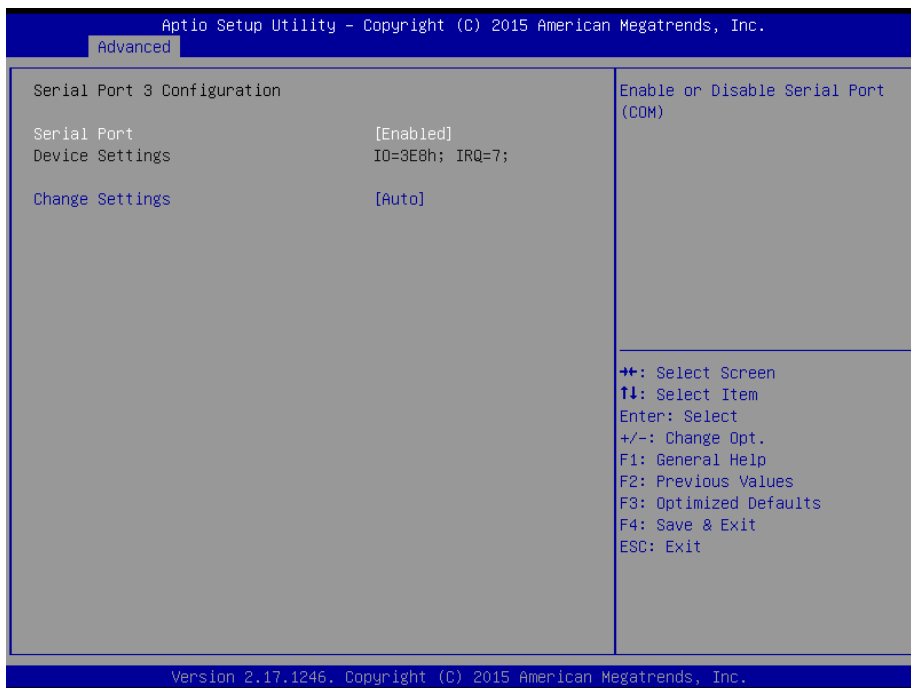 Aptio Setup Utility – Copyright (C) 2015 American Megatrends, Inc.
Advanced
Serial Port 3 Configuration
Serial Port [Enabled]
Device Settings IO=3E8h; IRQ=7;
Change Settings [Auto]
Enable or Disable Serial Port
(COM)
→←: Select Screen
↑↓: Select Item
Enter: Select
+/-: Change Opt.
F1: General Help
F2: Previous Values
F3: Optimized Defaults
F4: Save & Exit
ESC: Exit
Version 2.17.1246. Copyright (C) 2015 American Megatrends, Inc.